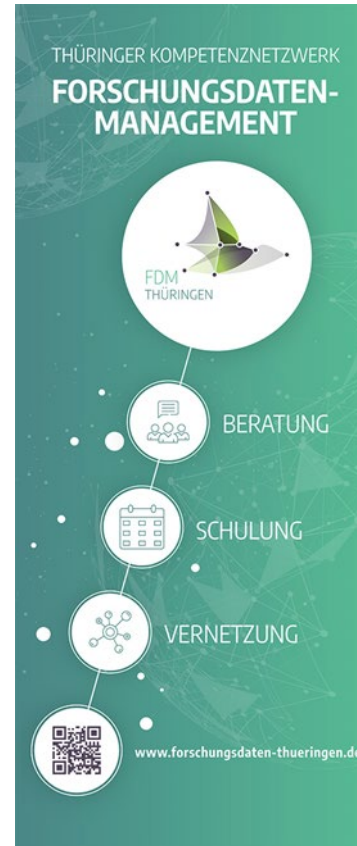 THÜRINGER KOMPETENZNETZWERK
FORSCHUNGSDATEN-
MANAGEMENT
FDM
THÜRINGEN
BERATUNG
SCHULUNG
VERNETZUNG
www.forschungsdaten-thueringen.de